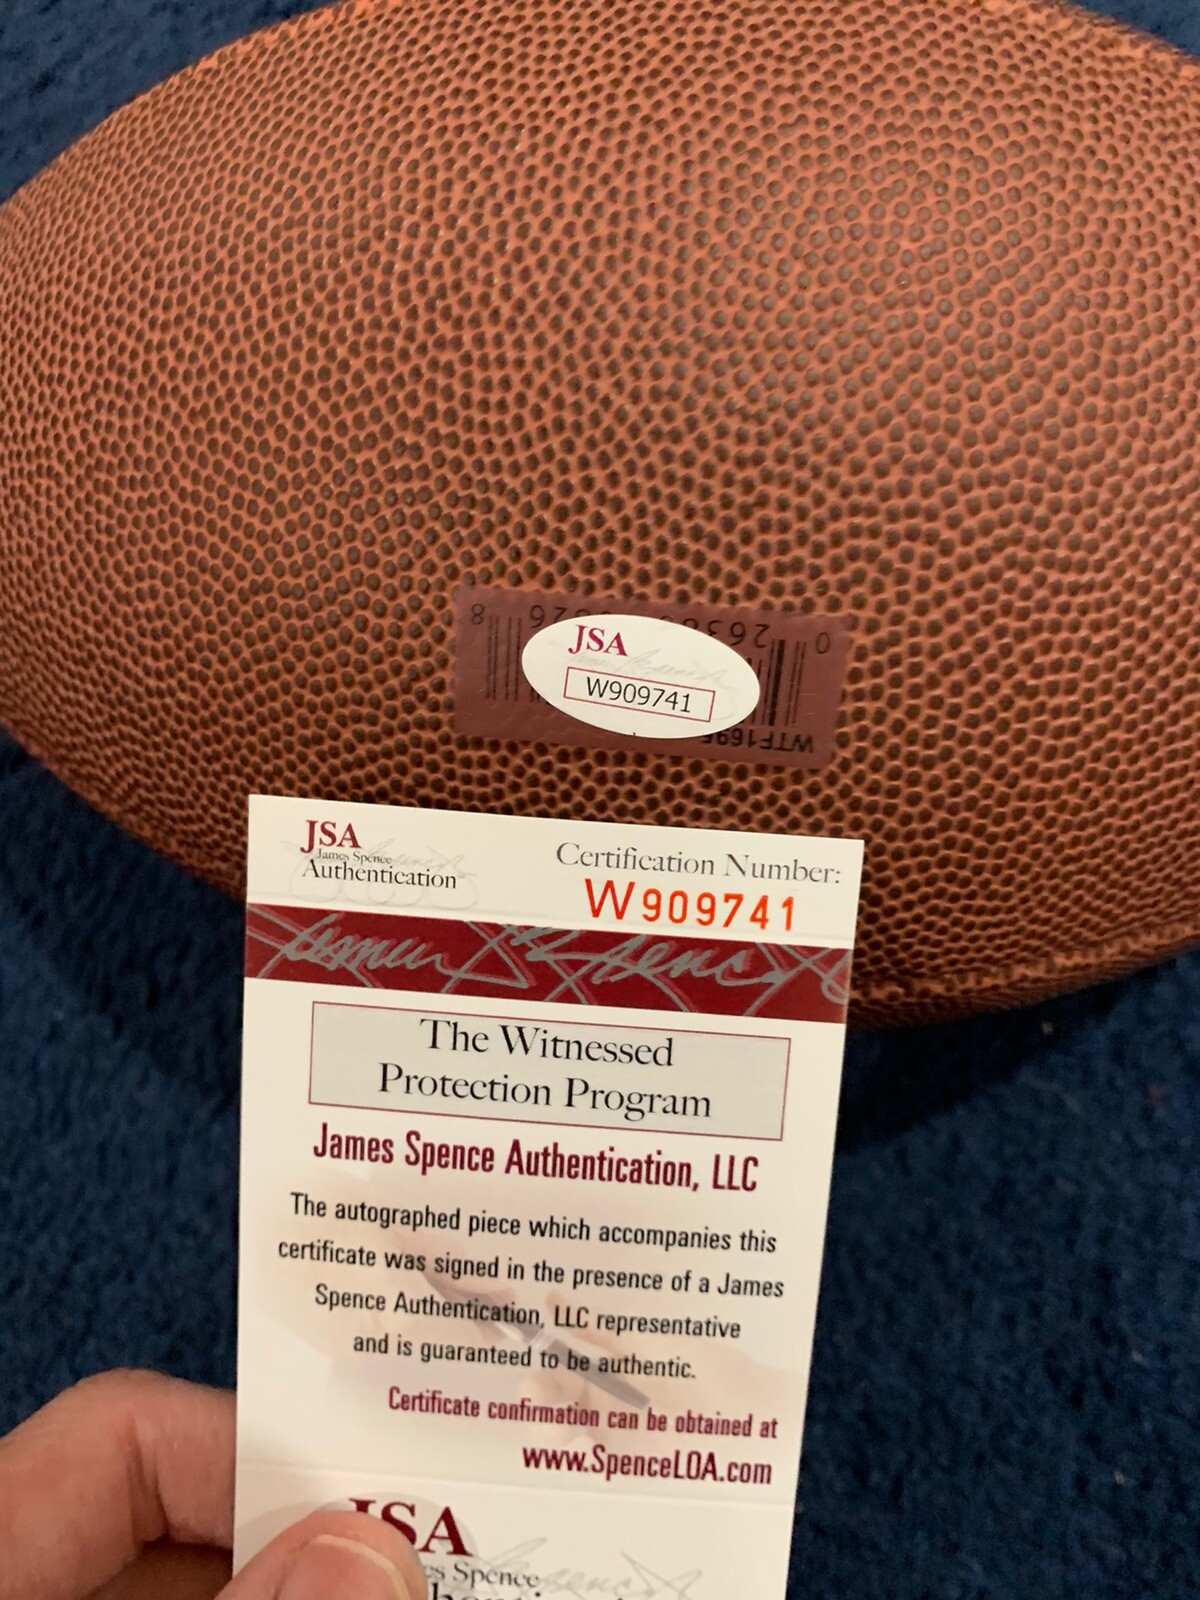 JSA
W909741
WTF1695
JSA
James Spence
Authentication
Certification Number:
W909741
The Witnessed
Protection Program
James Spence Authentication, LLC
The autographed piece which accompanies this
certificate was signed in the presence of a James
Spence Authentication, LLC representative
and is guaranteed to be authentic.
Certificate confirmation can be obtained at
www.SpenceLOA.com
JSA
Spence